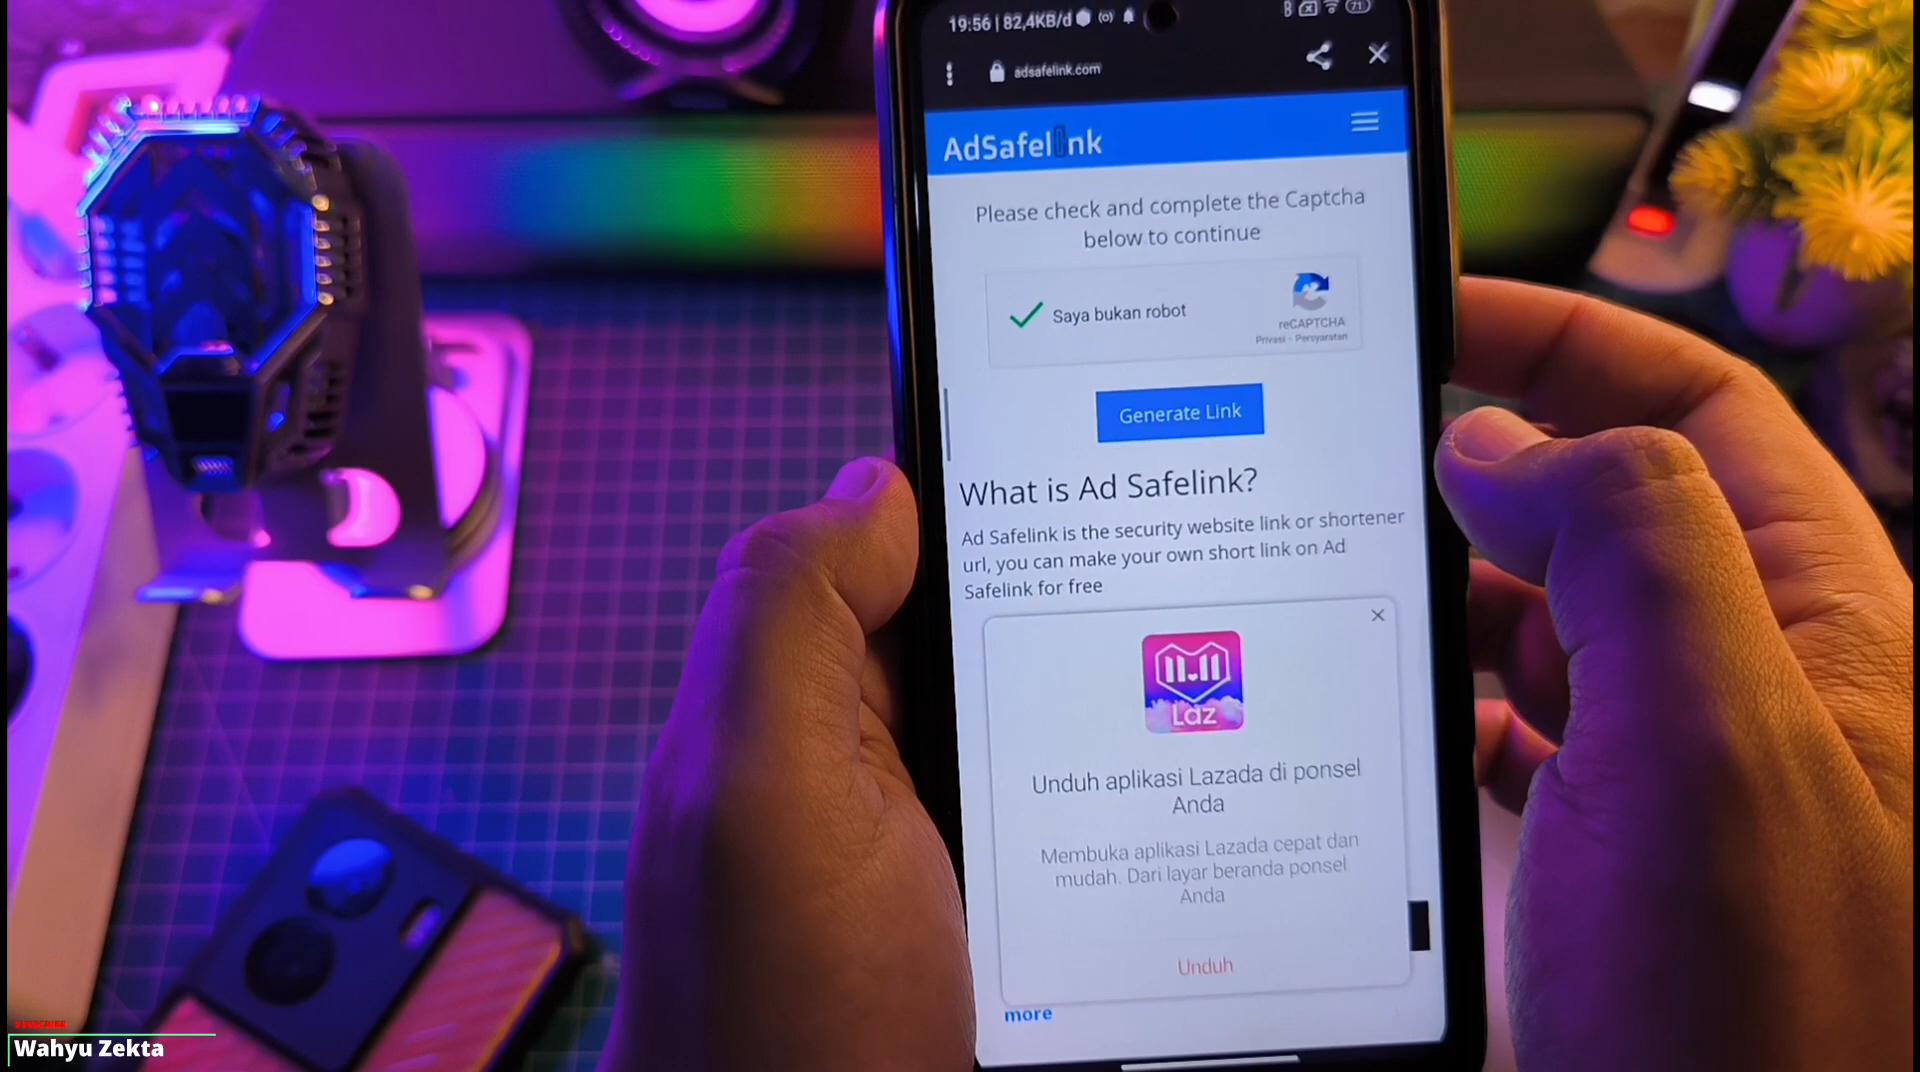 19:56 | 82,4KB/d
71
adsafelink.com
AdSafelink
Please check and complete the Captcha
below to continue
Saya bukan robot
reCAPTCHA
Privasi - Persyaratan
Generate Link
What is Ad Safelink?
Ad Safelink is the security website link or shortener
url, you can make your own short link on Ad
Safelink for free
11.11
Laz
Unduh aplikasi Lazada di ponsel
Anda
Membuka aplikasi Lazada cepat dan
mudah. Dari layar beranda ponsel
Anda
Unduh
more
SUBSCRIBE
Wahyu Zekta